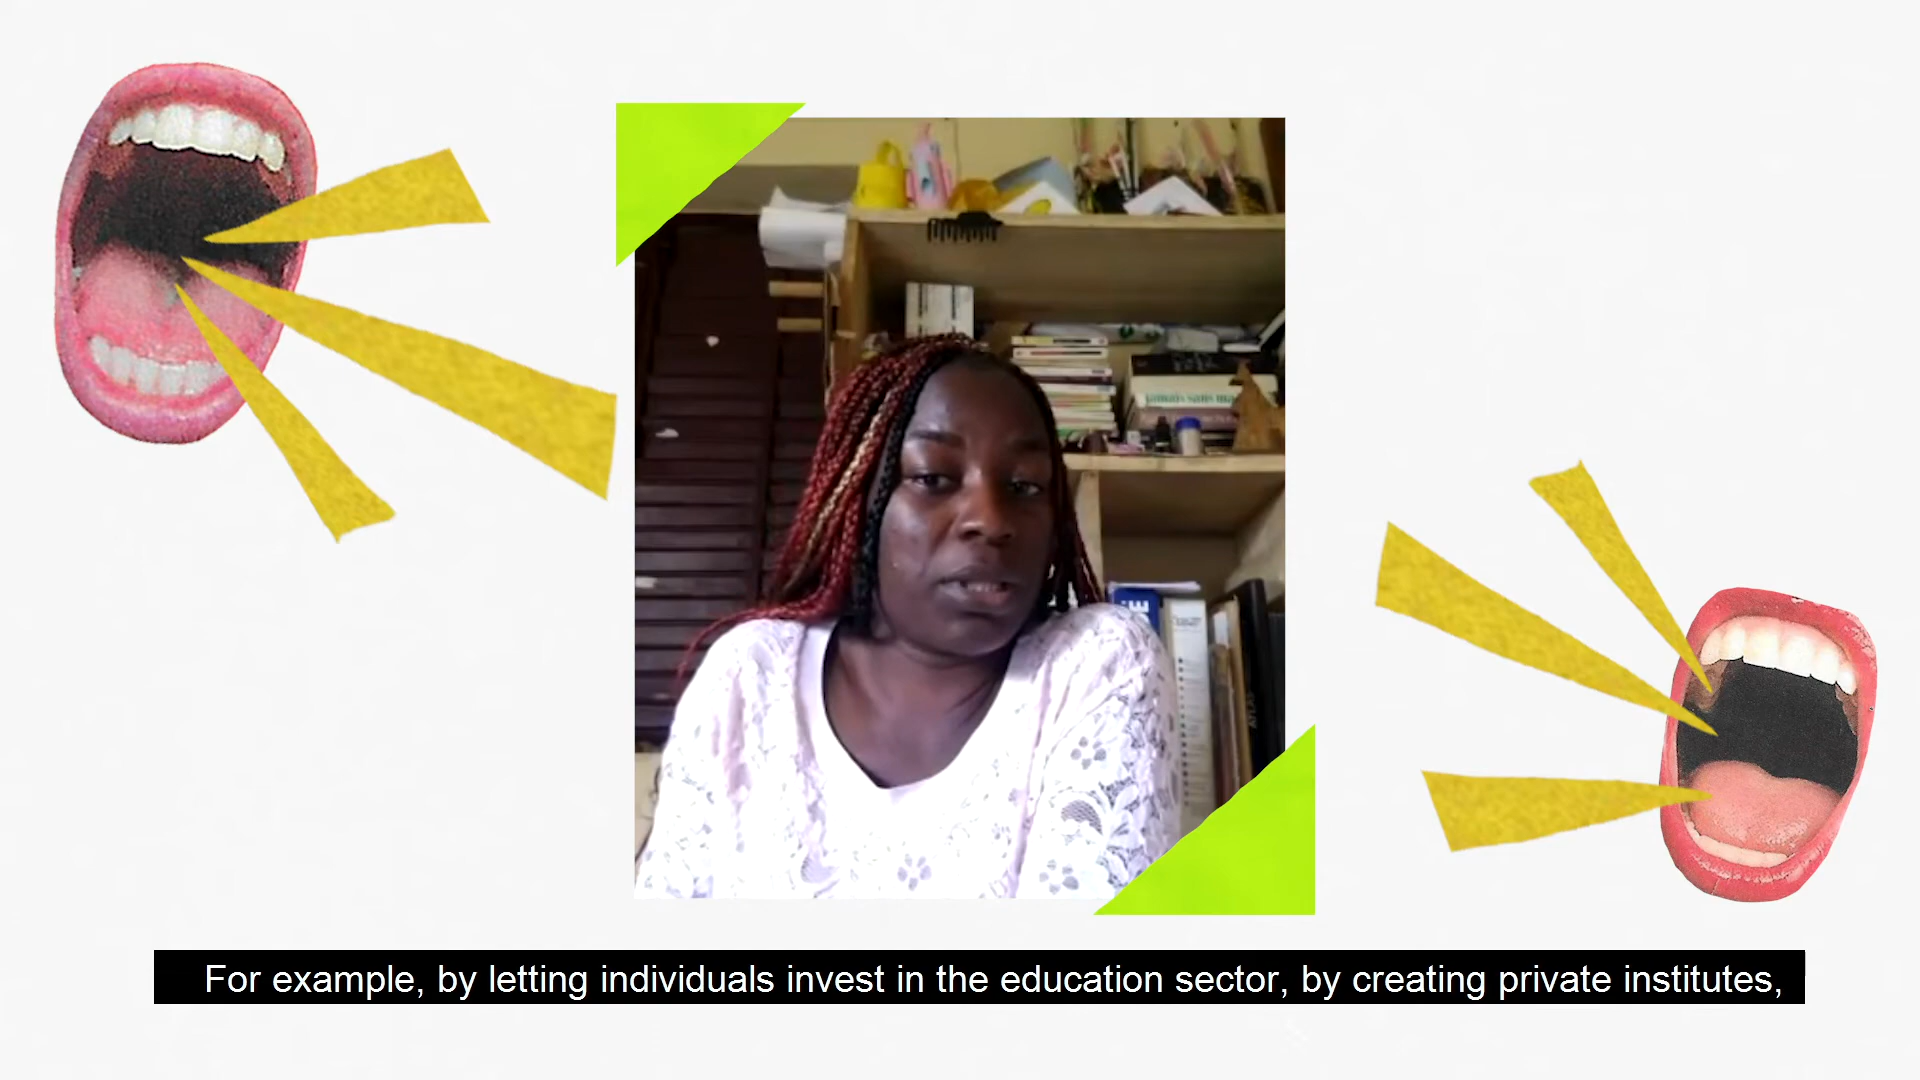 For example, by letting individuals invest in the education sector, by creating private institutes,